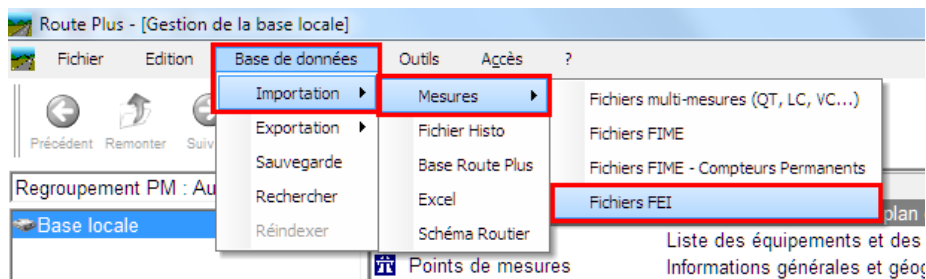 Route Plus - [Gestion de la base locale]
Fichier Edition Base de données Outils Accès ?
Précédent Remonter
Importation
Exportation
Sauvegarde
Rechercher
Réindexer
Mesures
Fichier Histo
Base Route Plus
Excel
Schéma Routier
Fichiers multi-mesures (QT, LC, VC...)
Fichiers FIME
Fichiers FIME - Compteurs Permanents
Fichiers FEI
Regroupement PM :
Base locale
plan
Liste des équipements et des
Points de mesures
Informations générales et